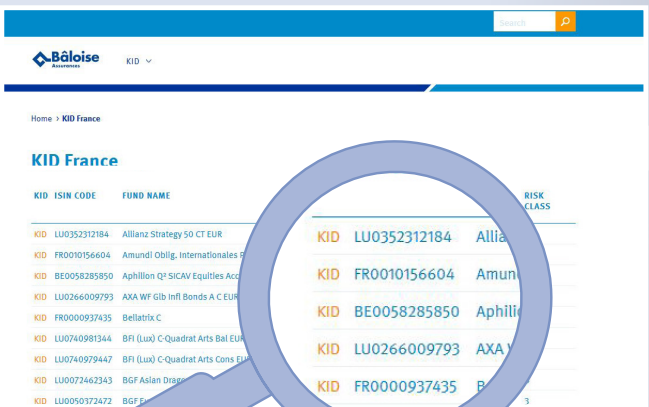 Search
Bâloise
Assurances
KID
Home > KID France
KID France
KID ISIN CODE FUND NAME RISK CLASS
KID LU0352312184 Allianz Strategy 50 CT EUR
KID FR0010156604 Amundi Oblig. Internationales
KID BE0058285850 Aphilion Q² SICAV Equities Acc
KID LU0266009793 AXA WF Glb Infl Bonds A C EUR
KID FR0000937435 Bellatrix C
KID LU0740981344 BFI (Lux) C-Quadrat Arts Bal EUR
KID LU0740979447 BFI (Lux) C-Quadrat Arts Cons EUR
KID LU0072462343 BGF Asian
KID LU0050372472 BGF
3
KID LU0352312184 Allia
KID FR0010156604 Amun
KID BE0058285850 Aphili
KID LU0266009793 AXA
KID FR0000937435